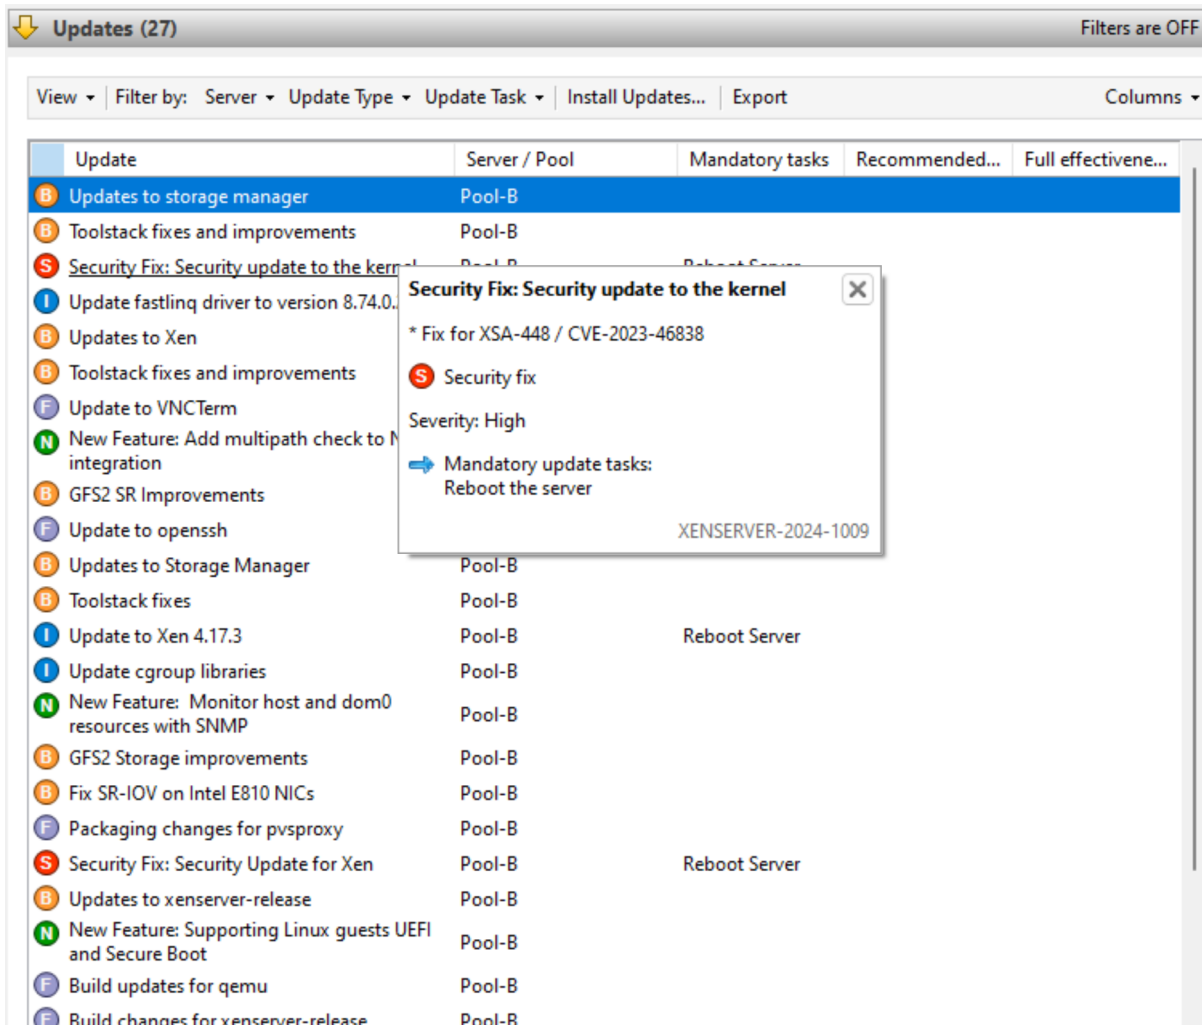 Updates (27) Filters are OFF
View Filter by: Server Update Type Update Task Install Updates... Export Columns
Update Server / Pool Mandatory tasks Recommended... Full effectivene...
B Updates to storage manager Pool-B
B Toolstack fixes and improvements Pool-B
S Security Fix: Security update to the kernel Pool-B Reboot Server
I Update fastlinq driver to version 8.74.0.
B Updates to Xen
B Toolstack fixes and improvements
F Update to VNCTerm
N New Feature: Add multipath check to
integration
B GFS2 SR Improvements
F Update to openssh
Security Fix: Security update to the kernel
* Fix for XSA-448 / CVE-2023-46838
S Security fix
Severity: High
Mandatory update tasks:
Reboot the server
XENSERVER-2024-1009
B Updates to Storage Manager Pool-B
B Toolstack fixes Pool-B
I Update to Xen 4.17.3 Pool-B Reboot Server
I Update cgroup libraries Pool-B
N New Feature:  Monitor host and dom0
resources with SNMP Pool-B
B GFS2 Storage improvements Pool-B
B Fix SR-IOV on Intel E810 NICs Pool-B
F Packaging changes for pvsproxy Pool-B
S Security Fix: Security Update for Xen Pool-B Reboot Server
B Updates to xenserver-release Pool-B
N New Feature: Supporting Linux guests UEFI
and Secure Boot Pool-B
F Build updates for qemu Pool-B
F Build changes for xenserver-release Pool-B